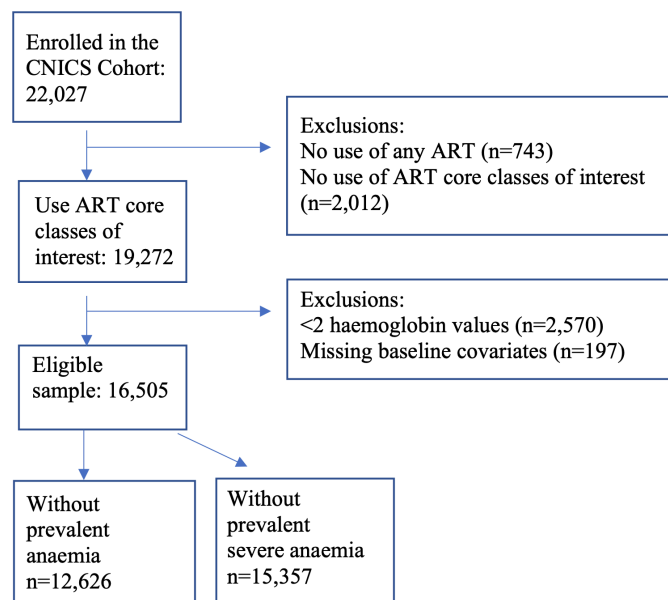 Enrolled in the
CNICS Cohort:
22,027
Exclusions:
No use of any ART (n=743)
No use of ART core classes of interest
(n=2,012)
Use ART core
classes of
interest: 19,272
Exclusions:
<2 haemoglobin values (n=2,570)
Missing baseline covariates (n=197)
Eligible
sample: 16,505
Without
prevalent
anaemia
n=12,626
Without
prevalent
severe anaemia
n=15,357